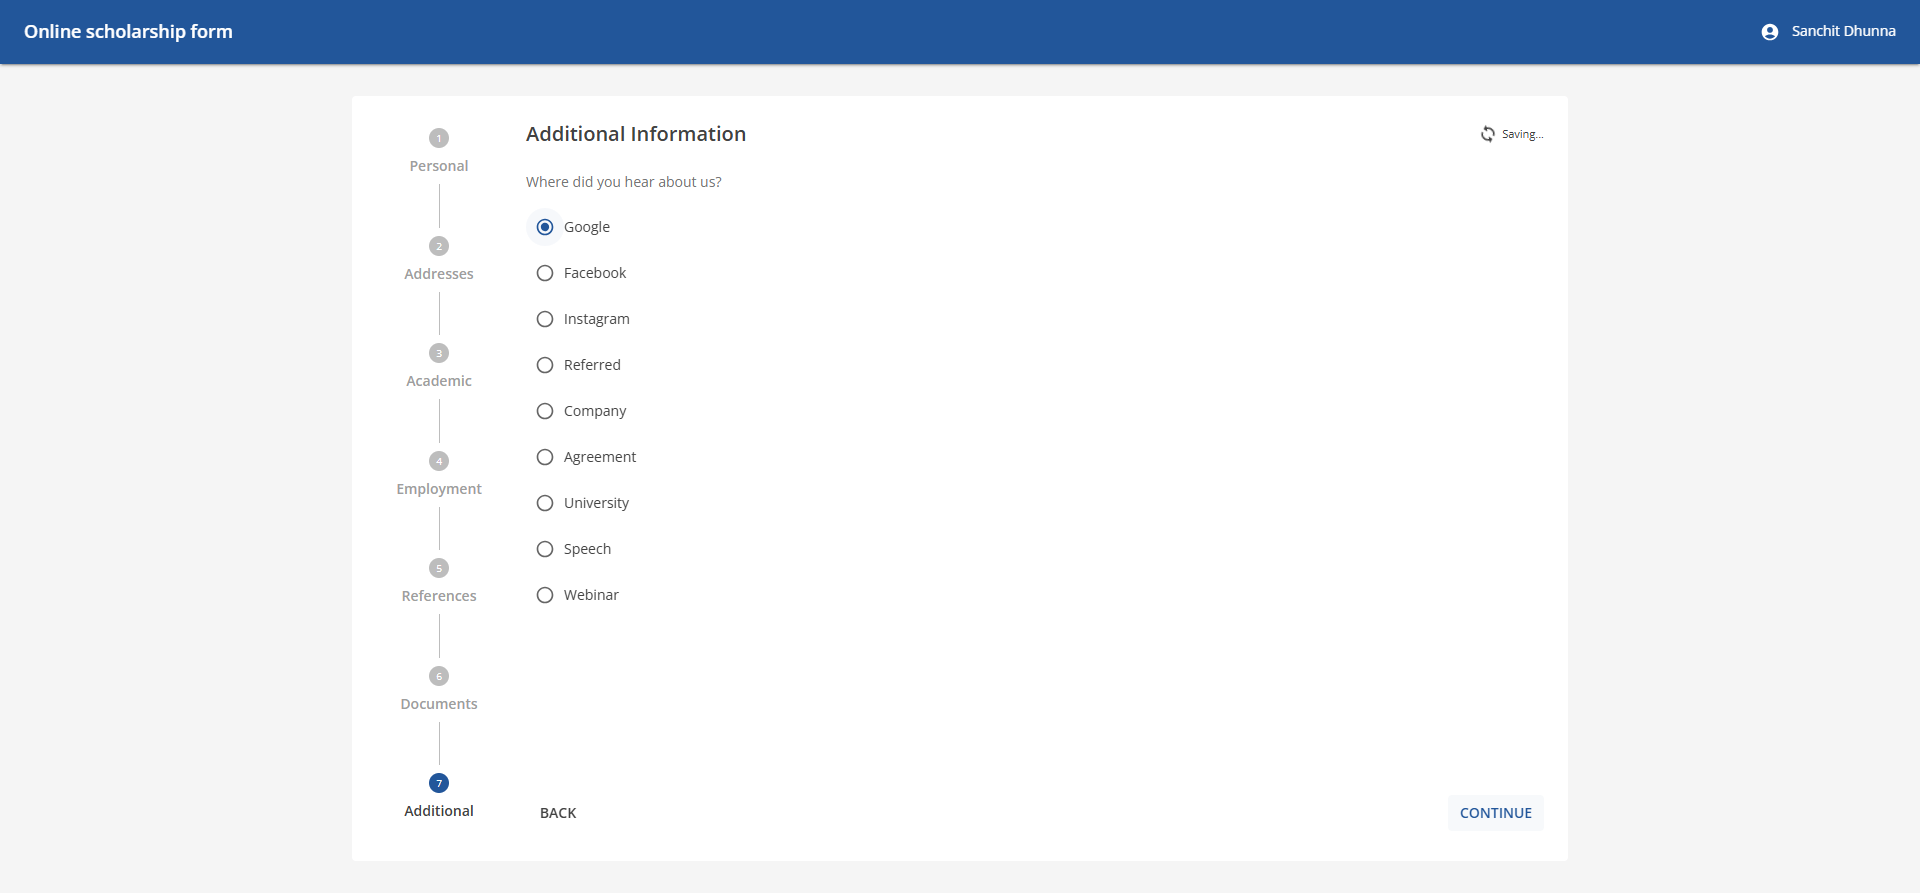 Online scholarship form
Sanchit Dhunna
1
Personal
2
Addresses
3
Academic
4
Employment
5
References
6
Documents
7
Additional
Additional Information
Saving...
Where did you hear about us?
Google
Facebook
Instagram
Referred
Company
Agreement
University
Speech
Webinar
BACK
CONTINUE